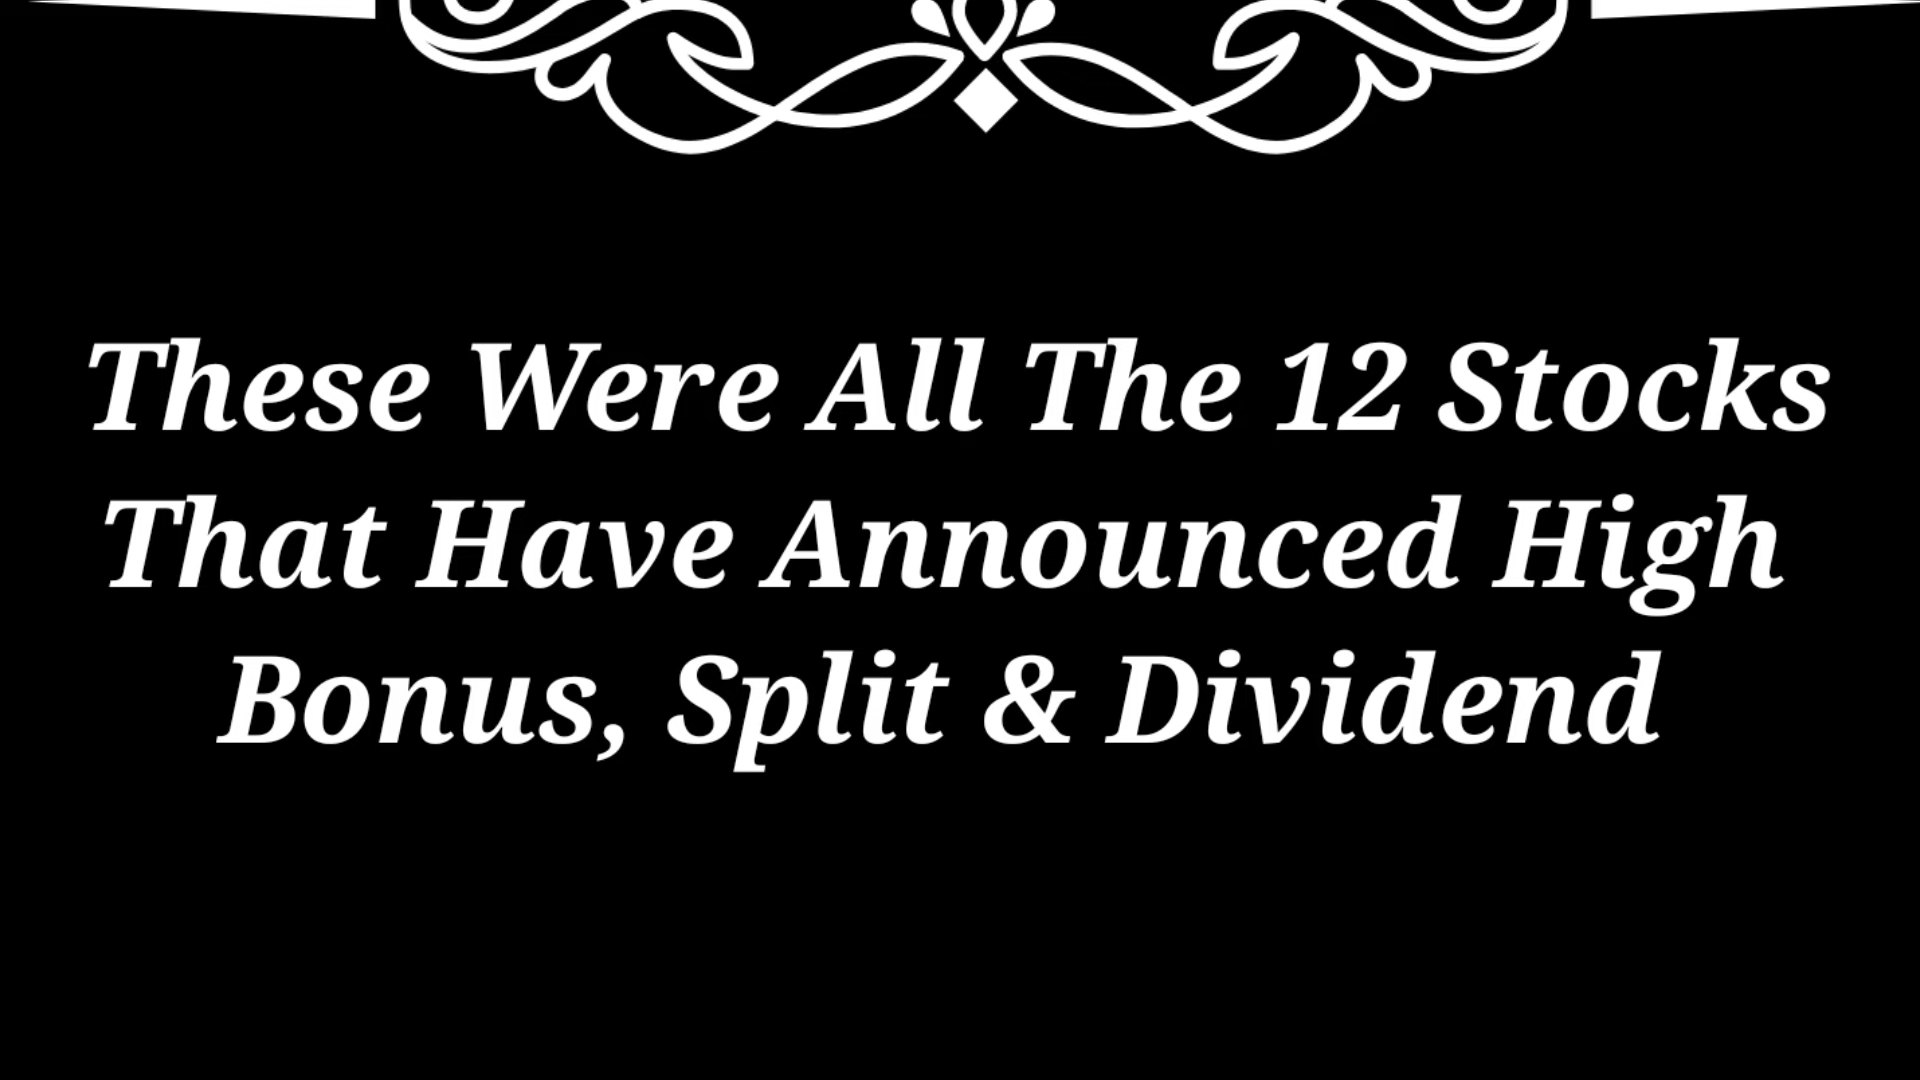 These Were All The 12 Stocks
That Have Announced High
Bonus, Split & Dividend